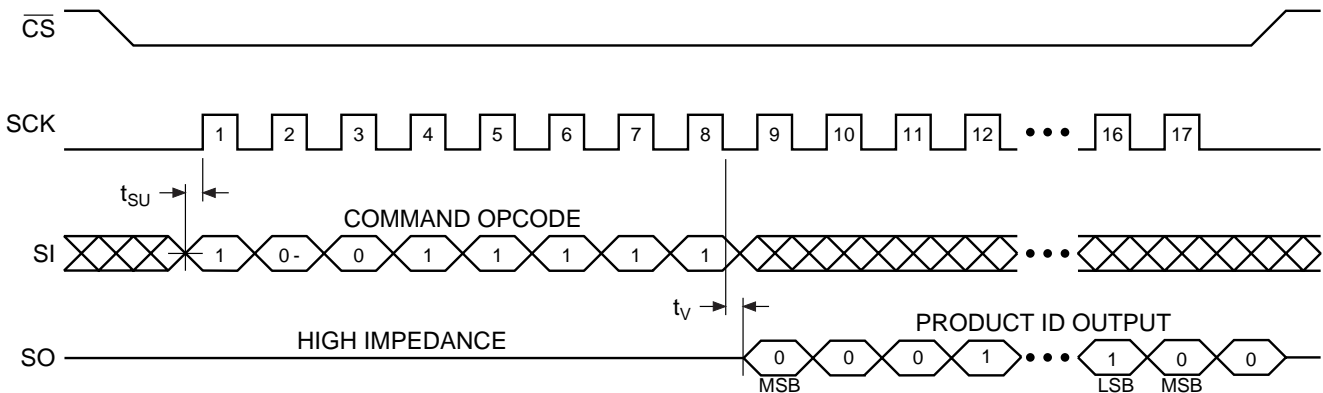 CS
SCK 1 2 3 4 5 6 7 8 9 10 11 12 ••• 16 17
tSU
COMMAND OPCODE
SI 1 0- 0 1 1 1 1 1 •••
tV
HIGH IMPEDANCE PRODUCT ID OUTPUT
SO 0 0 0 1 ••• 1 0 0
MSB LSB MSB